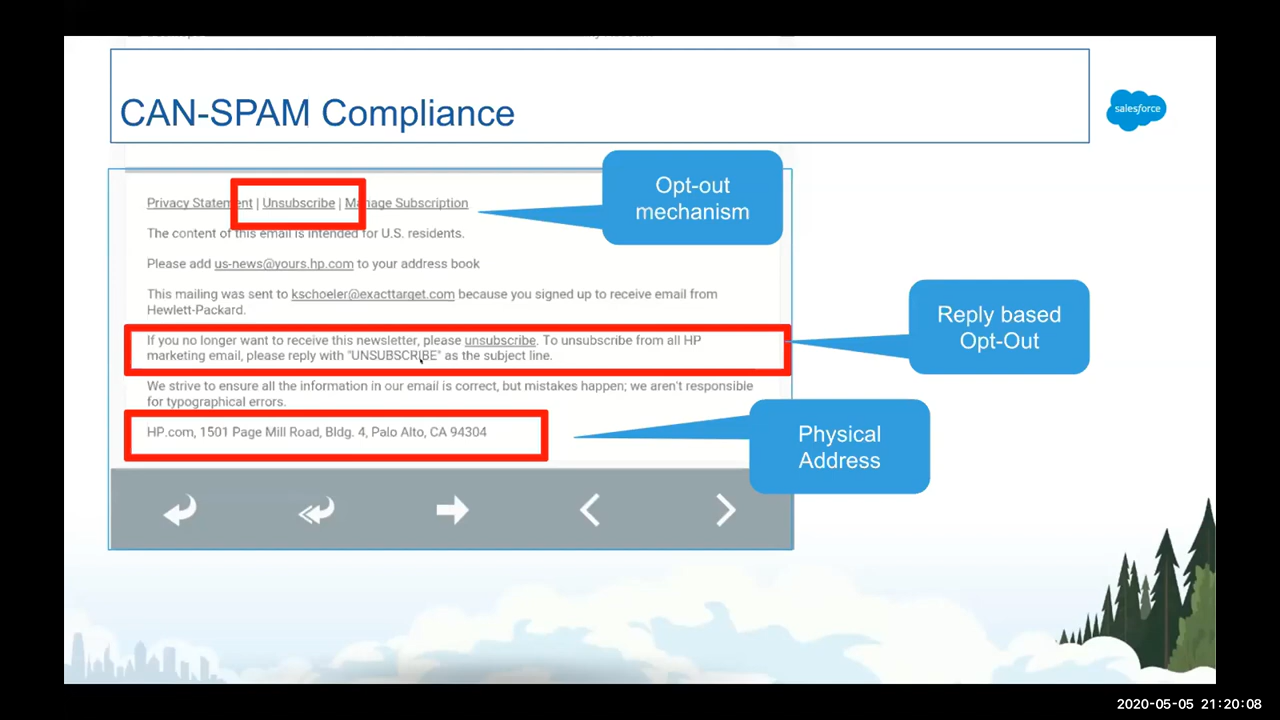 CAN-SPAM Compliance
salesforce
Opt-out
mechanism
Privacy Statement | Unsubscribe | Manage Subscription
The content of this email is intended for U.S. residents.
Please add us-news@yours.hp.com to your address book
This mailing was sent to kschoeler@exacttarget.com because you signed up to receive email from
Hewlett-Packard.
Reply based
Opt-Out
If you no longer want to receive this newsletter, please unsubscribe. To unsubscribe from all HP
marketing email, please reply with "UNSUBSCRIBE" as the subject line.
We strive to ensure all the information in our email is correct, but mistakes happen; we aren't responsible
for typographical errors.
HP.com, 1501 Page Mill Road, Bldg. 4, Palo Alto, CA 94304
Physical
Address
2020-05-05 21:20:08